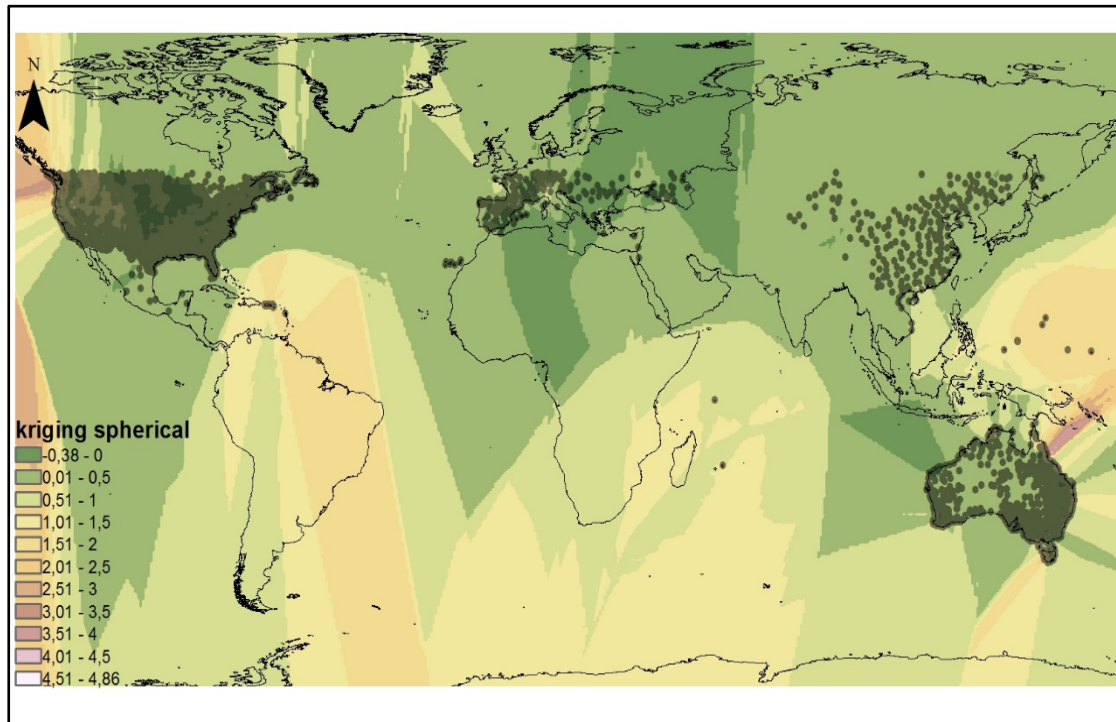 N
kriging spherical
-0,38 - 0
0,01 - 0,5
0,51 - 1
1,01 - 1,5
1,51 - 2
2,01 - 2,5
2,51 - 3
3,01 - 3,5
3,51 - 4
4,01 - 4,5
4,51 - 4,86